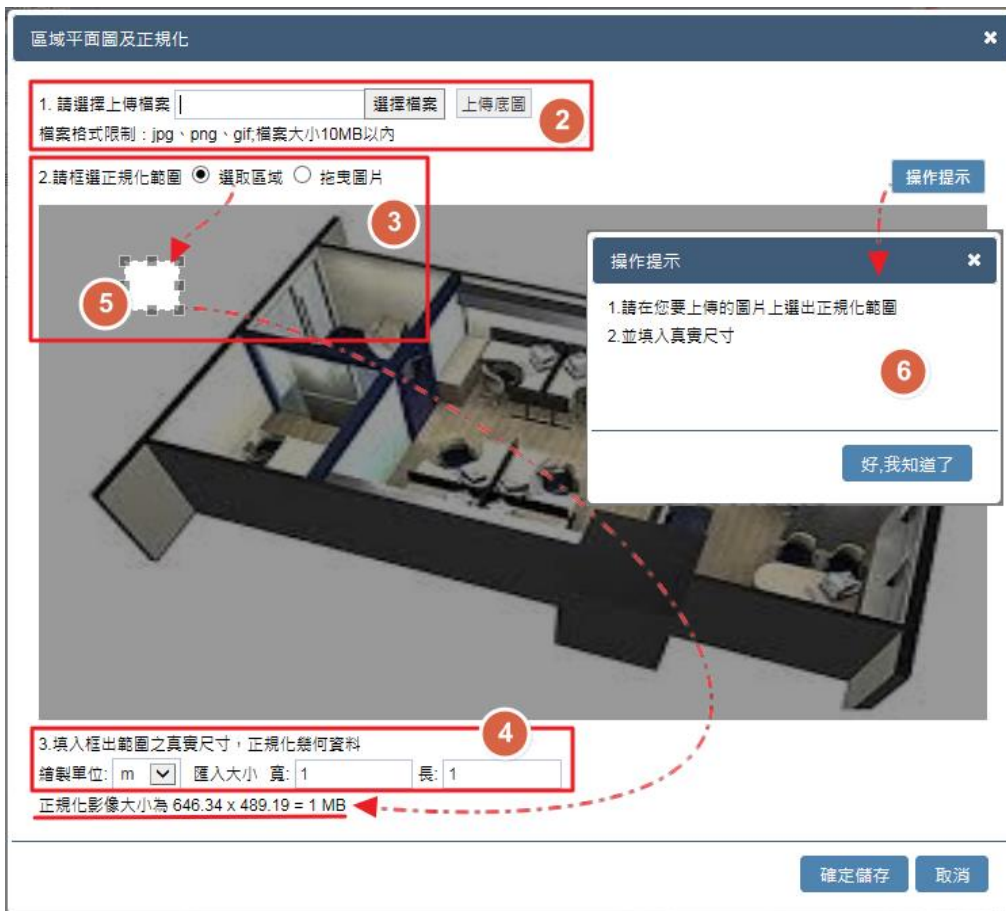 區域平面圖及正規化
1. 請選擇上傳檔案 選擇檔案 上傳底圖
2
檔案格式限制：jpg、png、gif;檔案大小10MB以內
2.請框選正規化範圍 選取區域 拖曳圖片
操作提示
3
操作提示
5
1.請在您要上傳的圖片上選出正規化範圍
2.並填入真實尺寸
6
好,我知道了
4
3.填入框出範圍之真實尺寸，正規化幾何資料
繪製單位: m 匯入大小 寬: 1 長: 1
正規化影像大小為 646.34 x 489.19 = 1 MB
確定儲存 取消